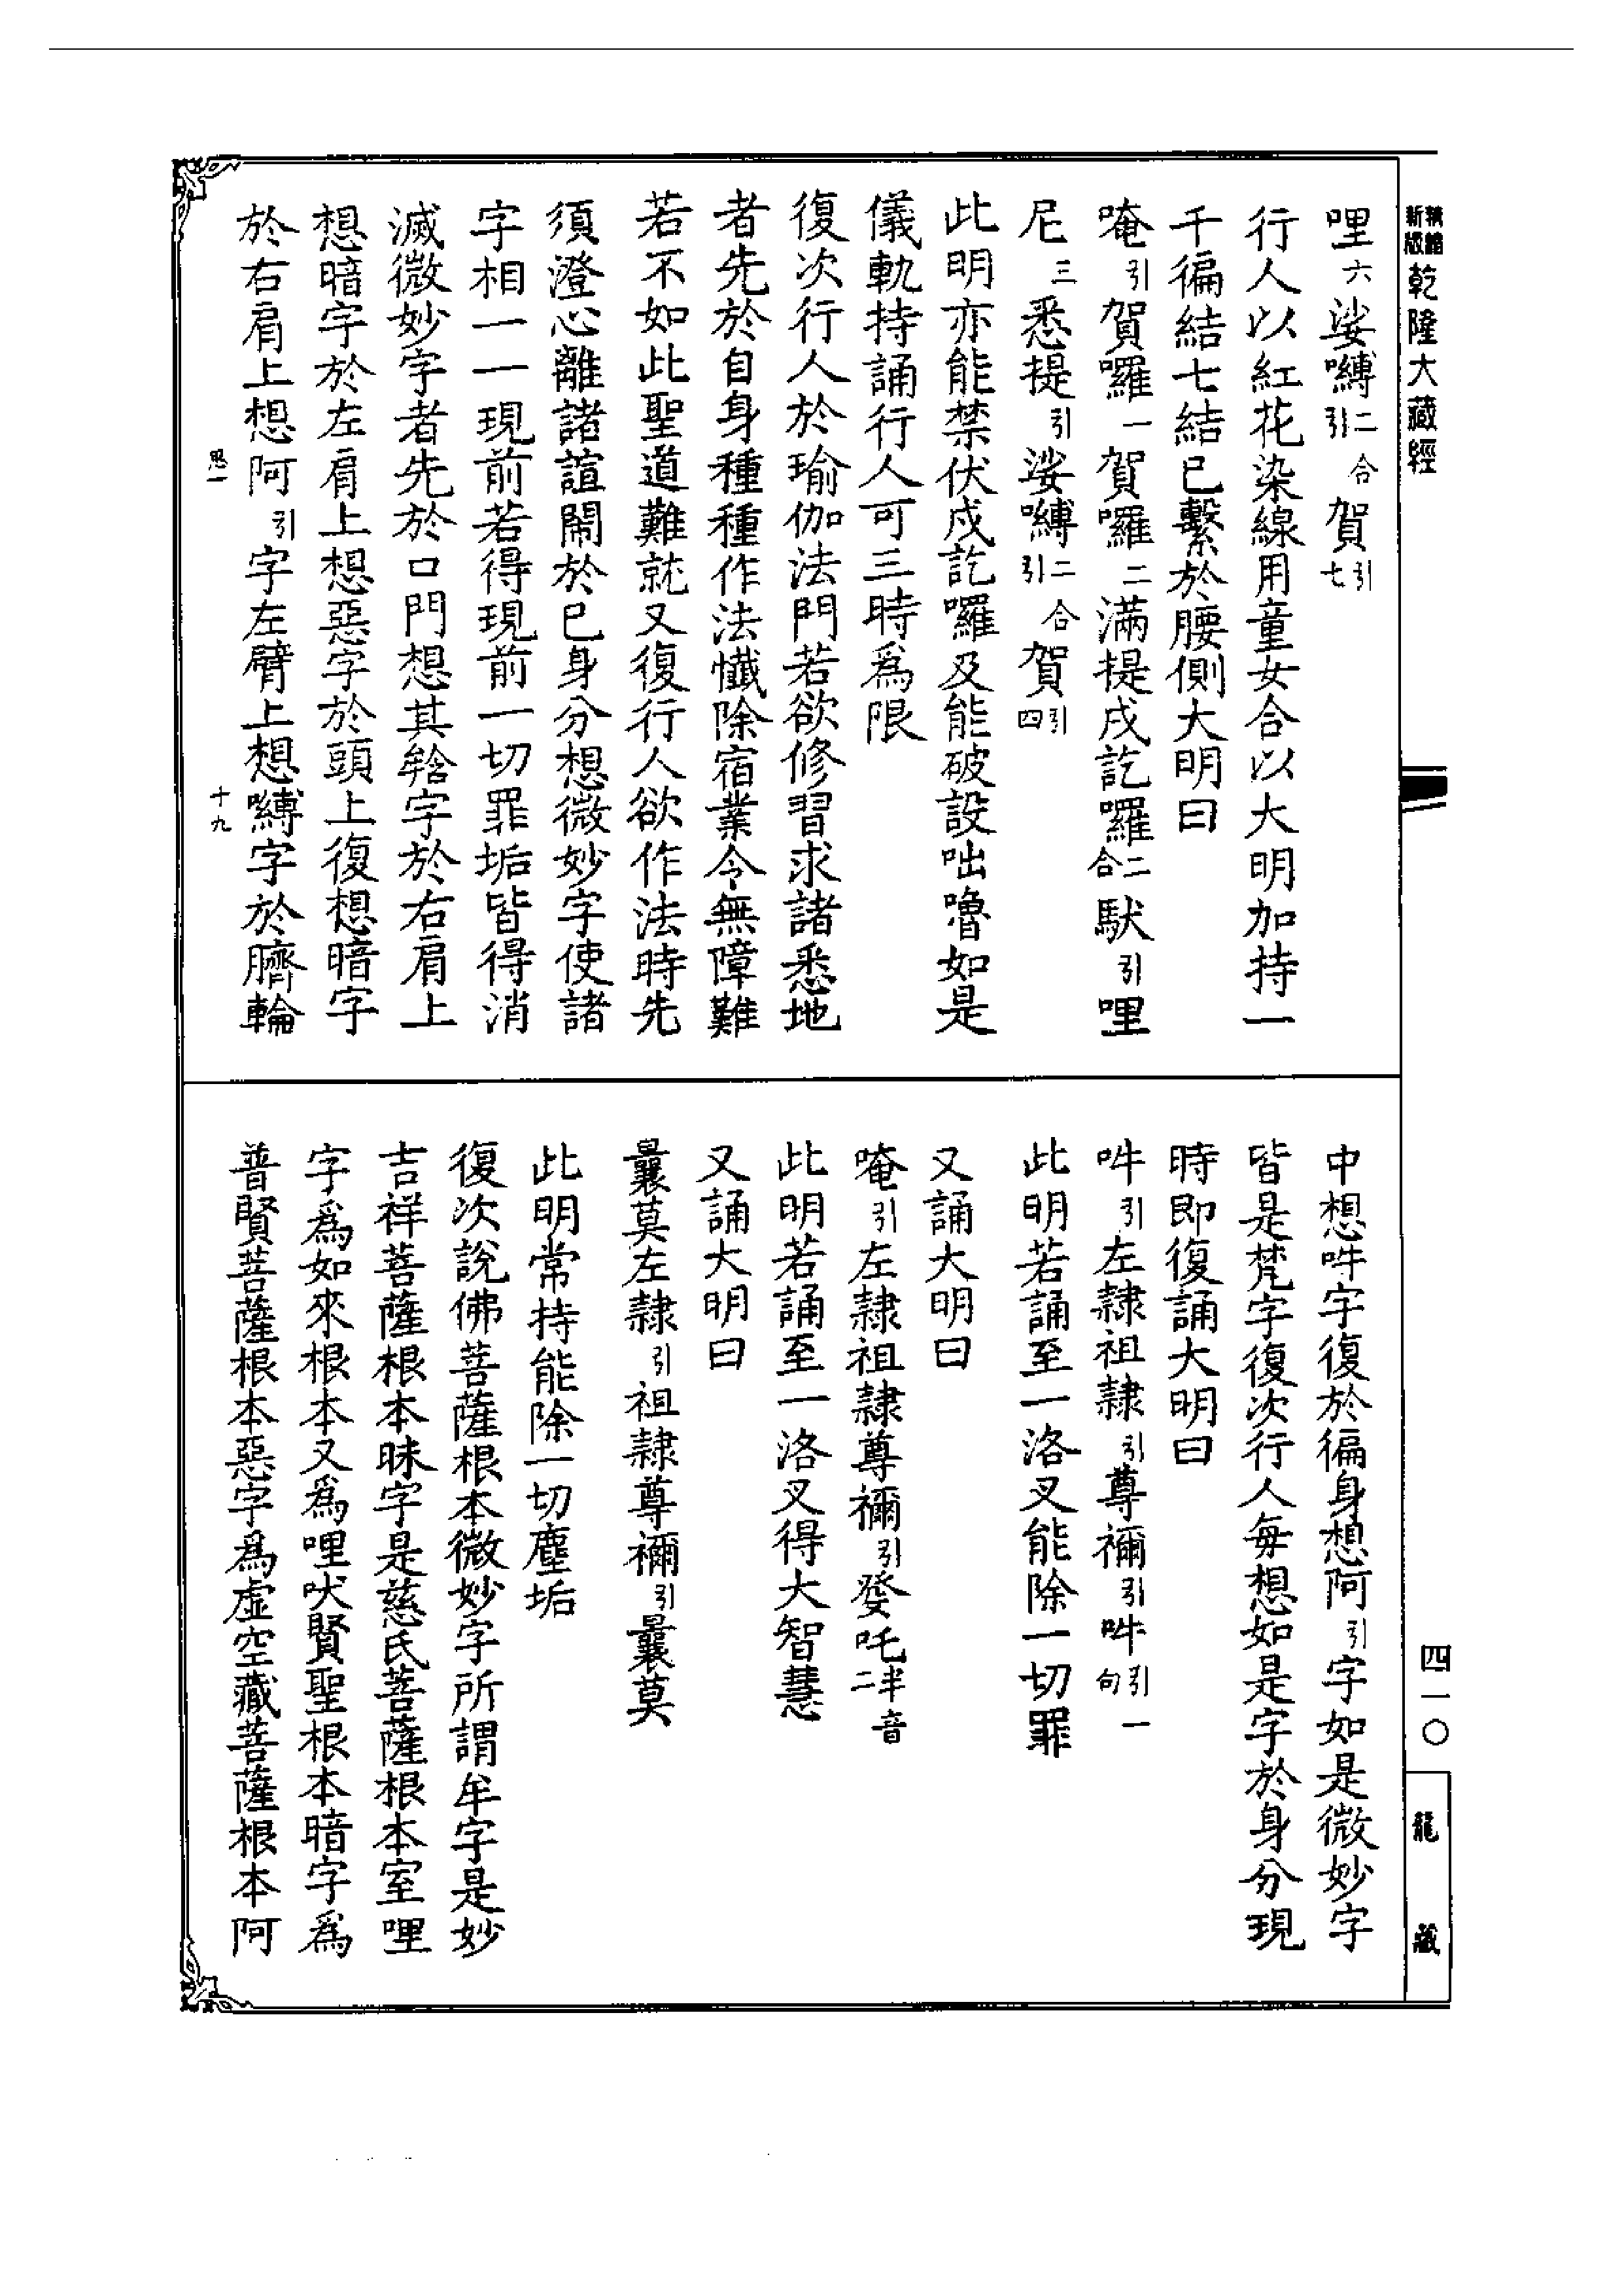 新版精縮乾隆大藏經
哩六娑嚩二合引賀引七
行人以紅花染線用童女合以大明加持一
千徧結七結已繫於腰側大明曰
唵引賀囉一賀囉二滿提戍訖囉二合馱引哩
尼三悉提引娑嚩二合引賀引四
此明亦能禁伏戍訖囉及能破設咄嚕如是
儀軌持誦行人可三時爲限
復次行人於瑜伽法門若欲修習求諸悉地
者先於自身種種作法懺除宿業令無障難
若不如此聖道難就又復行人欲作法時先
須澄心離諸諠閙於已身分想微妙字使諸
字相一一現前若得現前一切罪垢皆得消
滅微妙字者先於口門想其輅字於右肩上
想暗字於左肩上想惡字於頭上復想暗字
於右肩上想阿引字左臂上想嚩字於臍輪
十九
中想吽字復於徧身想阿引字如是微妙字
皆是梵字復次行人每想如是字於身分現
時即復誦大明曰
吽引左隸祖隸引尊禰引吽引一句
此明若誦至一洛叉能除一切罪
又誦大明曰
唵引左隸祖隸尊禰引癹吒半音二
此明若誦至一洛叉得大智慧
又誦大明曰
曩莫左隸引祖隸尊禰引曩莫
此明常持能除一切塵垢
復次說佛菩薩根本微妙字所謂牟字是妙
吉祥菩薩根本昧字是慈氏菩薩根本室哩
字爲如來根本又爲哩吠賢聖根本暗字爲
普賢菩薩根本惡字爲虛空藏菩薩根本阿
四一〇
龍藏